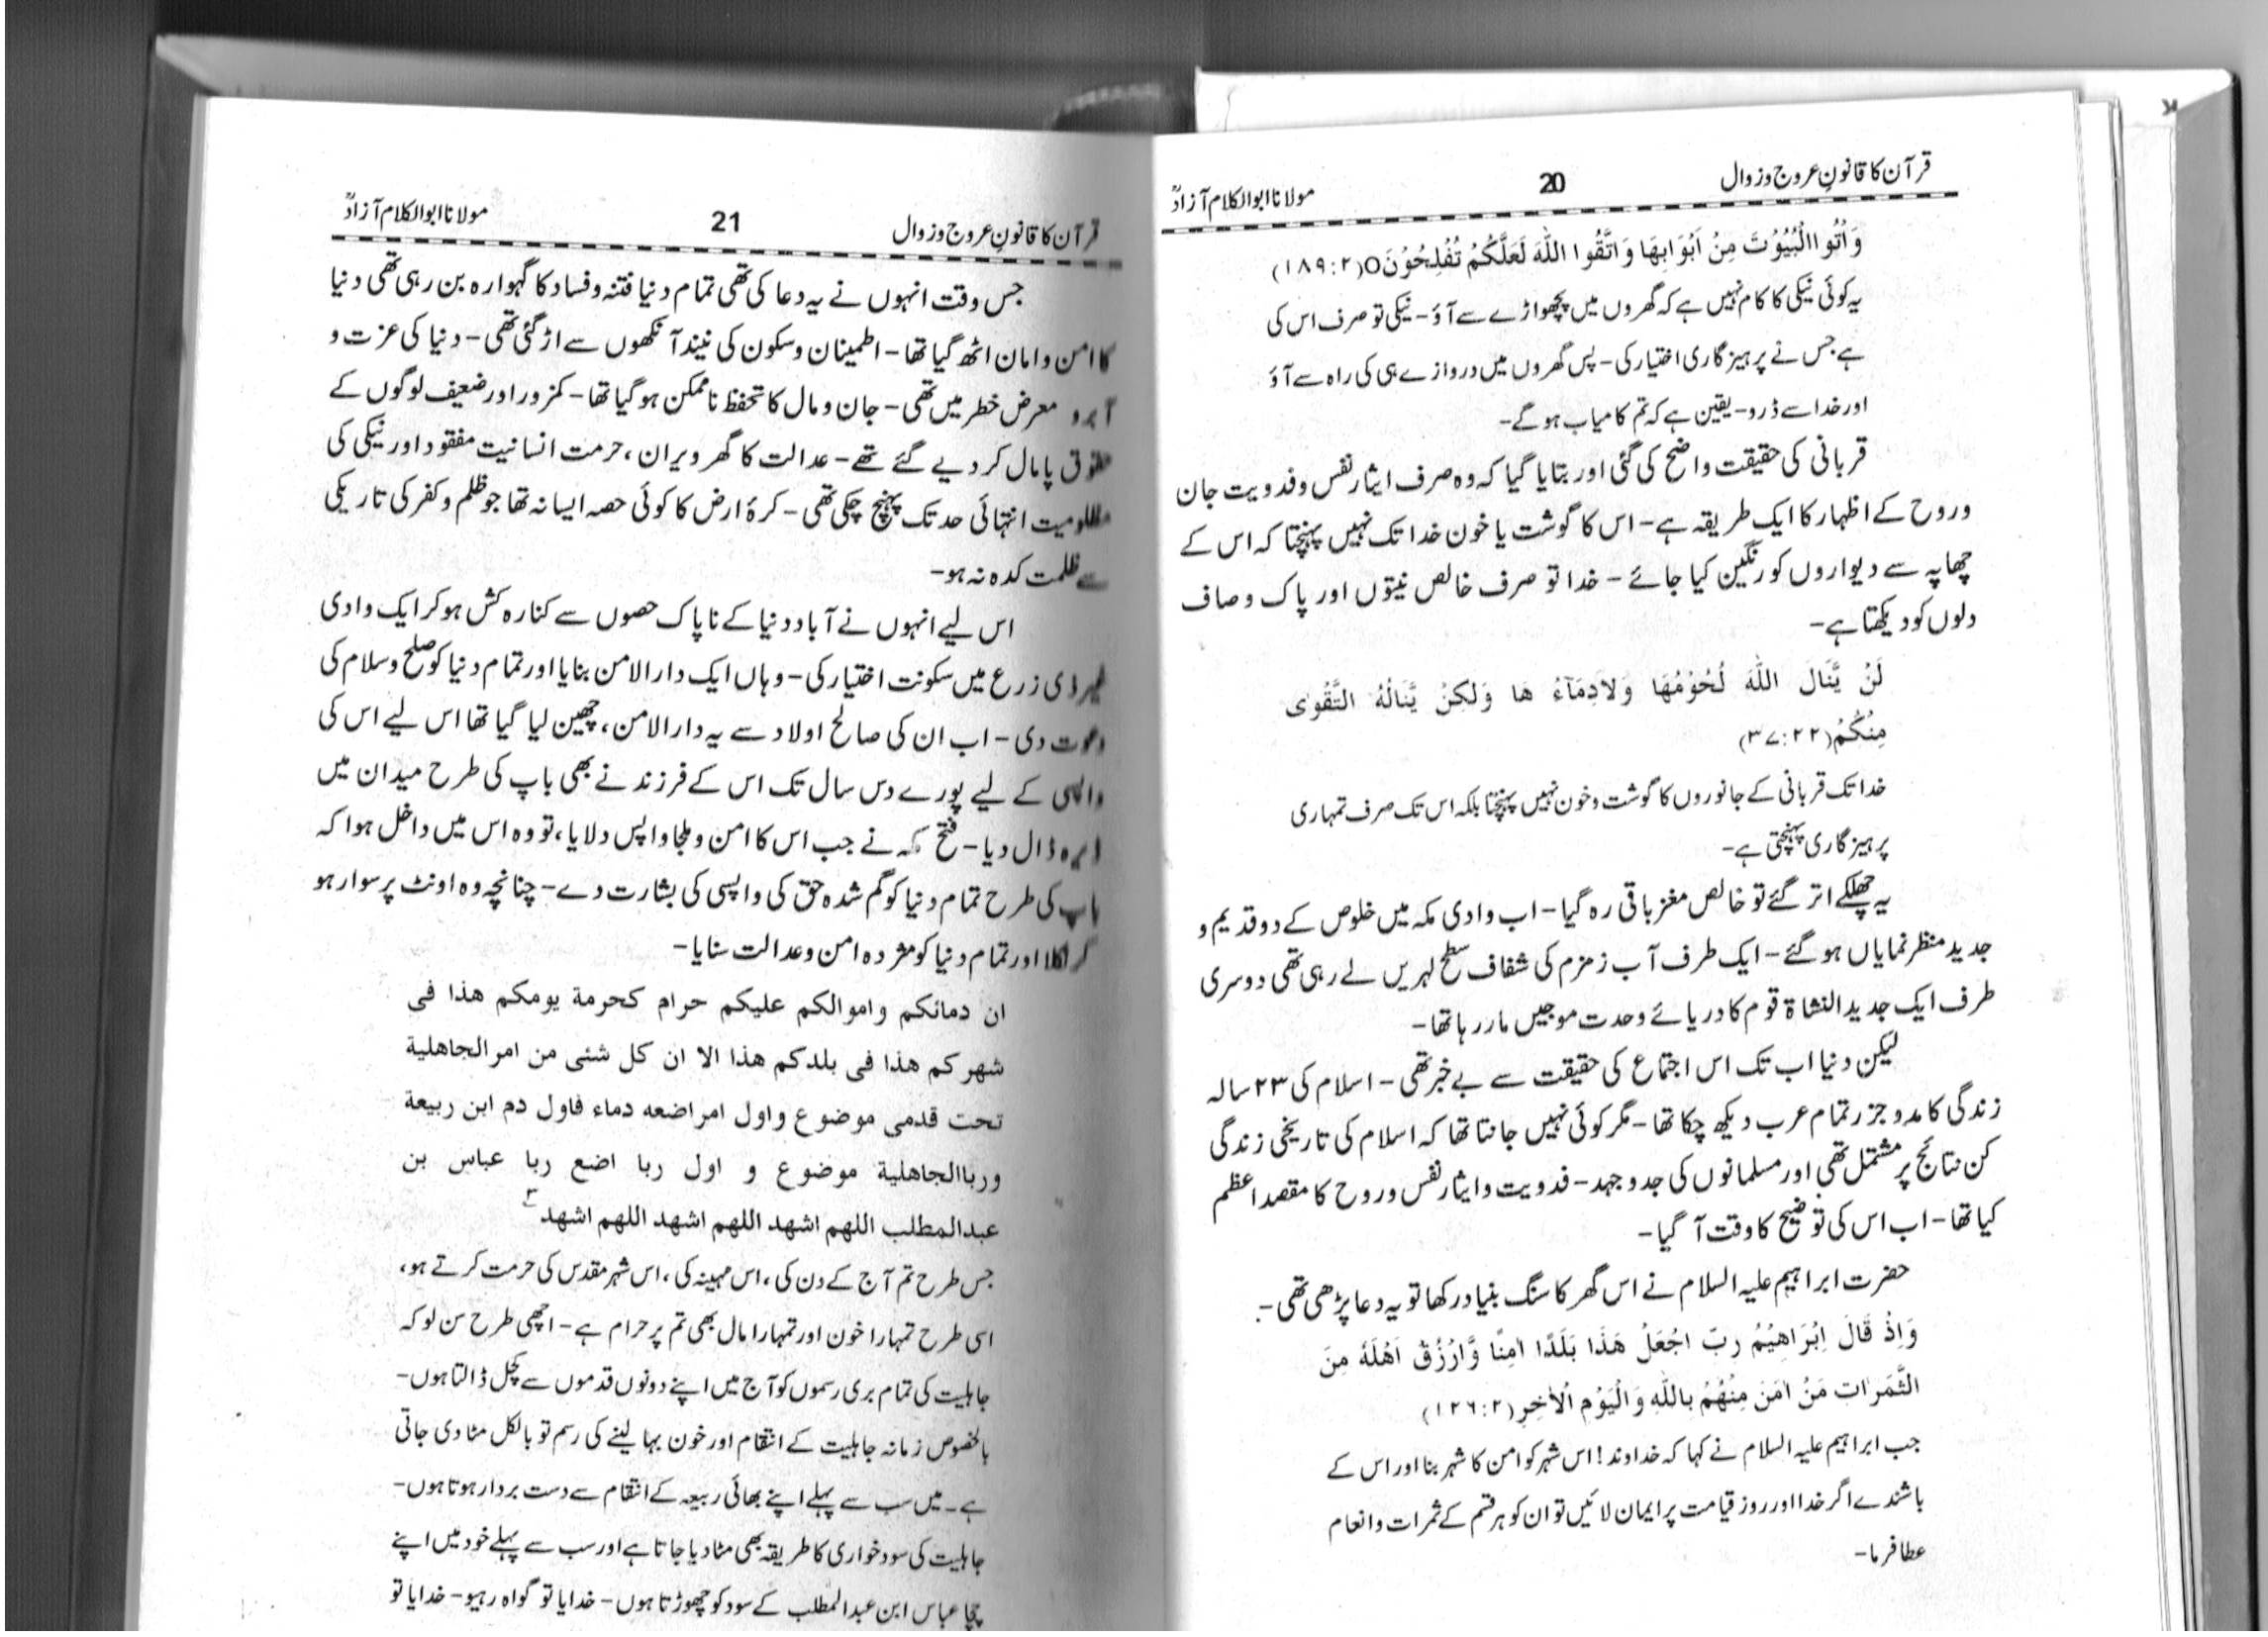 قرآن کا قانونِ عروج و زوال 20 مولانا ابوالکلام آزادؒ
وَاْتُوا الْبُيُوْتَ مِنْ اَبْوَابِهَا وَاتَّقُوا اللّٰهَ لَعَلَّكُمْ تُفْلِحُوْنَ O (۱۸۹:۲)
یہ کوئی نیکی کا کام نہیں ہے کہ گھروں میں پچھواڑے سے آؤ- نیکی تو صرف اس کی
ہے جس نے پرہیز گاری اختیار کی- پس گھروں میں دروازے ہی کی راہ سے آؤ
اور خدا سے ڈرو- یقین ہے کہ تم کامیاب ہو گے-
قربانی کی حقیقت واضح کی گئی اور بتایا گیا کہ وہ صرف ایثار نفس و فدویت جان
و روح کے اظہار کا ایک طریقہ ہے- اس کا گوشت یا خون خدا تک نہیں پہنچتا کہ اس کے
چھاپہ سے دیواروں کو رنگین کیا جائے- خدا تو صرف خالص نیتوں اور پاک و صاف
دلوں کو دیکھتا ہے-
لَنْ يَّنَالَ اللّٰهَ لُحُوْمُهَا وَلَادِمَآءُ هَا وَلٰكِنْ يَّنَالُهُ التَّقْوٰى
مِنْكُمْ (۳۷:۲۲)
خدا تک قربانی کے جانوروں کا گوشت و خون نہیں پہنچتا بلکہ اس تک صرف تمہاری
پرہیز گاری پہنچتی ہے-
یہ چھلکے اتر گئے تو خالص مغز باقی رہ گیا- اب وادی مکہ میں خلوص کے دو قدیم و
جدید منظر نمایاں ہو گئے- ایک طرف آب زمزم کی شفاف سطح لہریں لے رہی تھی دوسری
طرف ایک جدید النشاۃ قوم کا دریائے وحدت موجیں مار رہا تھا-
لیکن دنیا اب تک اس اجتماع کی حقیقت سے بے خبر تھی- اسلام کی ۲۳ سالہ
زندگی کا مدوجزر تمام عرب دیکھ چکا تھا- مگر کوئی نہیں جانتا تھا کہ اسلام کی تاریخی زندگی
کن نتائج پر مشتمل تھی اور مسلمانوں کی جدوجہد- فدویت و ایثار نفس و روح کا مقصد اعظم
کیا تھا- اب اس کی توضیح کا وقت آ گیا-
حضرت ابراہیم علیہ السلام نے اس گھر کا سنگ بنیاد رکھا تو یہ دعا پڑھی تھی-
وَاِذْ قَالَ اِبْرَاهِيْمُ رَبِّ اجْعَلْ هٰذَا بَلَدًا اٰمِنًا وَّارْزُقْ اَهْلَهٗ مِنَ
الثَّمَرٰاتِ مَنْ اٰمَنَ مِنْهُمْ بِاللّٰهِ وَالْيَوْمِ الْاٰخِرِ (۱۲۶:۲)
جب ابراہیم علیہ السلام نے کہا کہ خداوند! اس شہر کو امن کا شہر بنا اور اس کے
باشندے اگر خدا اور روز قیامت پر ایمان لائیں تو ان کو ہر قسم کے ثمرات و انعام
عطا فرما-
قرآن کا قانونِ عروج و زوال 21 مولانا ابوالکلام آزادؒ
جس وقت انہوں نے یہ دعا کی تھی تمام دنیا فتنہ و فساد کا گہوارہ بن رہی تھی دنیا
کا امن و امان اٹھ گیا تھا- اطمینان و سکون کی نیند آنکھوں سے اڑ گئی تھی- دنیا کی عزت و
آبرو معرض خطر میں تھی- جان و مال کا تحفظ ناممکن ہو گیا تھا- کمزور اور ضعیف لوگوں کے
حقوق پامال کر دیے گئے تھے- عدالت کا گھر ویران، حرمت انسانیت مفقود اور نیکی کی
مظلومیت انتہائی حد تک پہنچ چکی تھی- کرۂ ارض کا کوئی حصہ ایسا نہ تھا جو ظلم و کفر کی تاریکی
سے ظلمت کدہ نہ ہو-
اس لیے انہوں نے آباد دنیا کے ناپاک حصوں سے کنارہ کش ہو کر ایک وادی
غیر ذی زرع میں سکونت اختیار کی- وہاں ایک دارالامن بنایا اور تمام دنیا کو صلح و سلام کی
دعوت دی- اب ان کی صالح اولاد سے یہ دارالامن، چھین لیا گیا تھا اس لیے اس کی
واپسی کے لیے پورے دس سال تک اس کے فرزند نے بھی باپ کی طرح میدان میں
ڈیرہ ڈال دیا- فتح مکہ نے جب اس کا امن و ملجا واپس دلایا، تو وہ اس میں داخل ہوا کہ
باپ کی طرح تمام دنیا کو گم شدہ حق کی واپسی کی بشارت دے- چنانچہ وہ اونٹ پر سوار ہو
کر نکلا اور تمام دنیا کو مژدہ امن و عدالت سنایا-
ان دمائکم واموالکم علیکم حرام کحرمة یومکم هذا فی
شهر کم هذا فی بلدکم هذا الا ان کل شئی من امرالجاهلیة
تحت قدمی موضوع واول امراضعه دماء فاول دم ابن ربیعة
ورباالجاهلیة موضوع و اول ربا اضع ربا عباس بن
عبدالمطلب اللهم اشهد اللهم اشهد اللهم اشهد ۳
جس طرح تم آج کے دن کی، اس مہینہ کی، اس شہر مقدس کی حرمت کرتے ہو،
اسی طرح تمہارا خون اور تمہارا مال بھی تم پر حرام ہے- اچھی طرح سن لو کہ
جاہلیت کی تمام بری رسموں کو آج میں اپنے دونوں قدموں سے کچل ڈالتا ہوں-
بالخصوص زمانہ جاہلیت کے انتقام اور خون بہا لینے کی رسم تو بالکل مٹا دی جاتی
ہے۔ میں سب سے پہلے اپنے بھائی ربیعہ کے انتقام سے دست بردار ہوتا ہوں-
جاہلیت کی سود خواری کا طریقہ بھی مٹا دیا جاتا ہے اور سب سے پہلے خود میں اپنے
چچا عباس ابن عبدالمطلب کے سود کو چھوڑتا ہوں- خدایا تو گواہ رہیو- خدایا تو